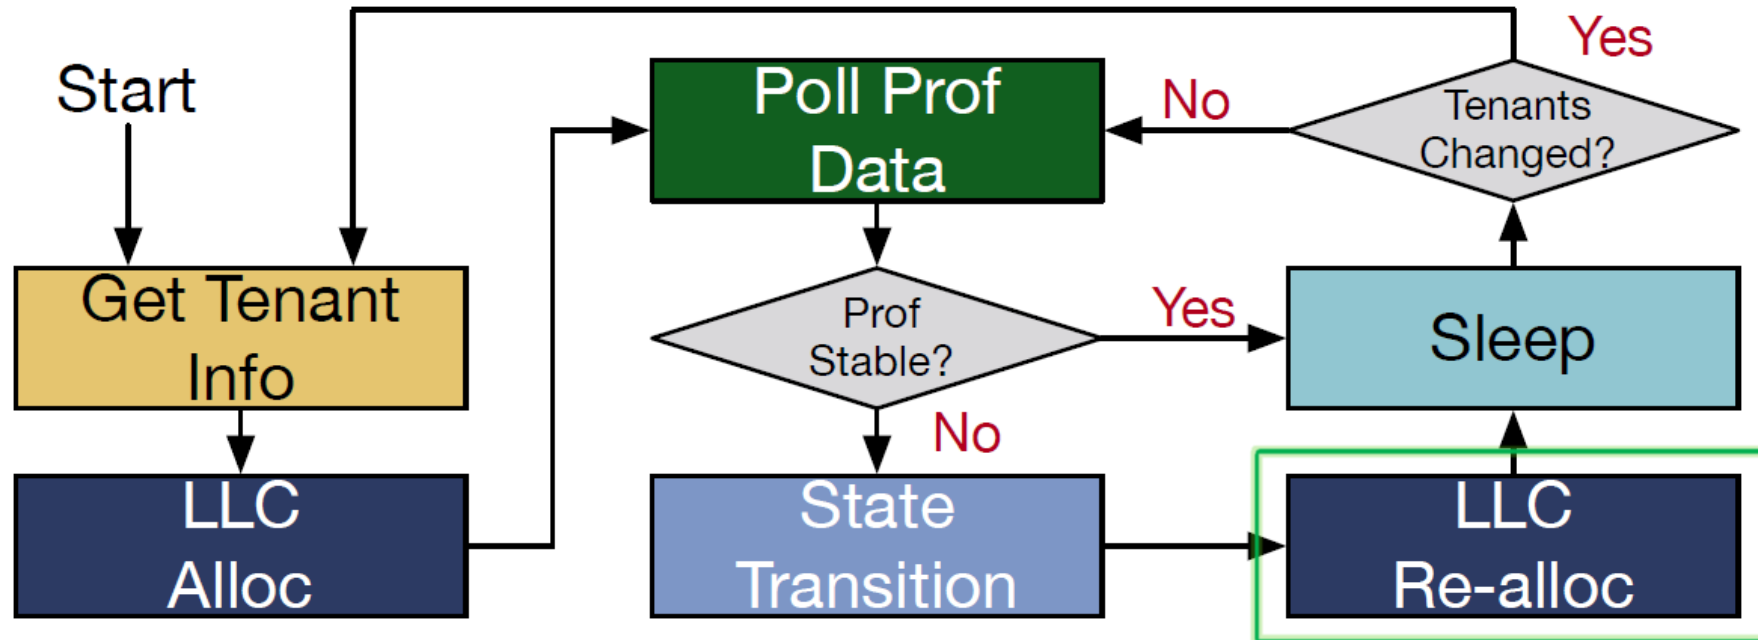 Start
Get Tenant
Info
LLC
Alloc
Poll Prof
Data
Prof
Stable?
Yes
No
State
Transition
LLC
Re-alloc
Sleep
Tenants
Changed?
Yes
No